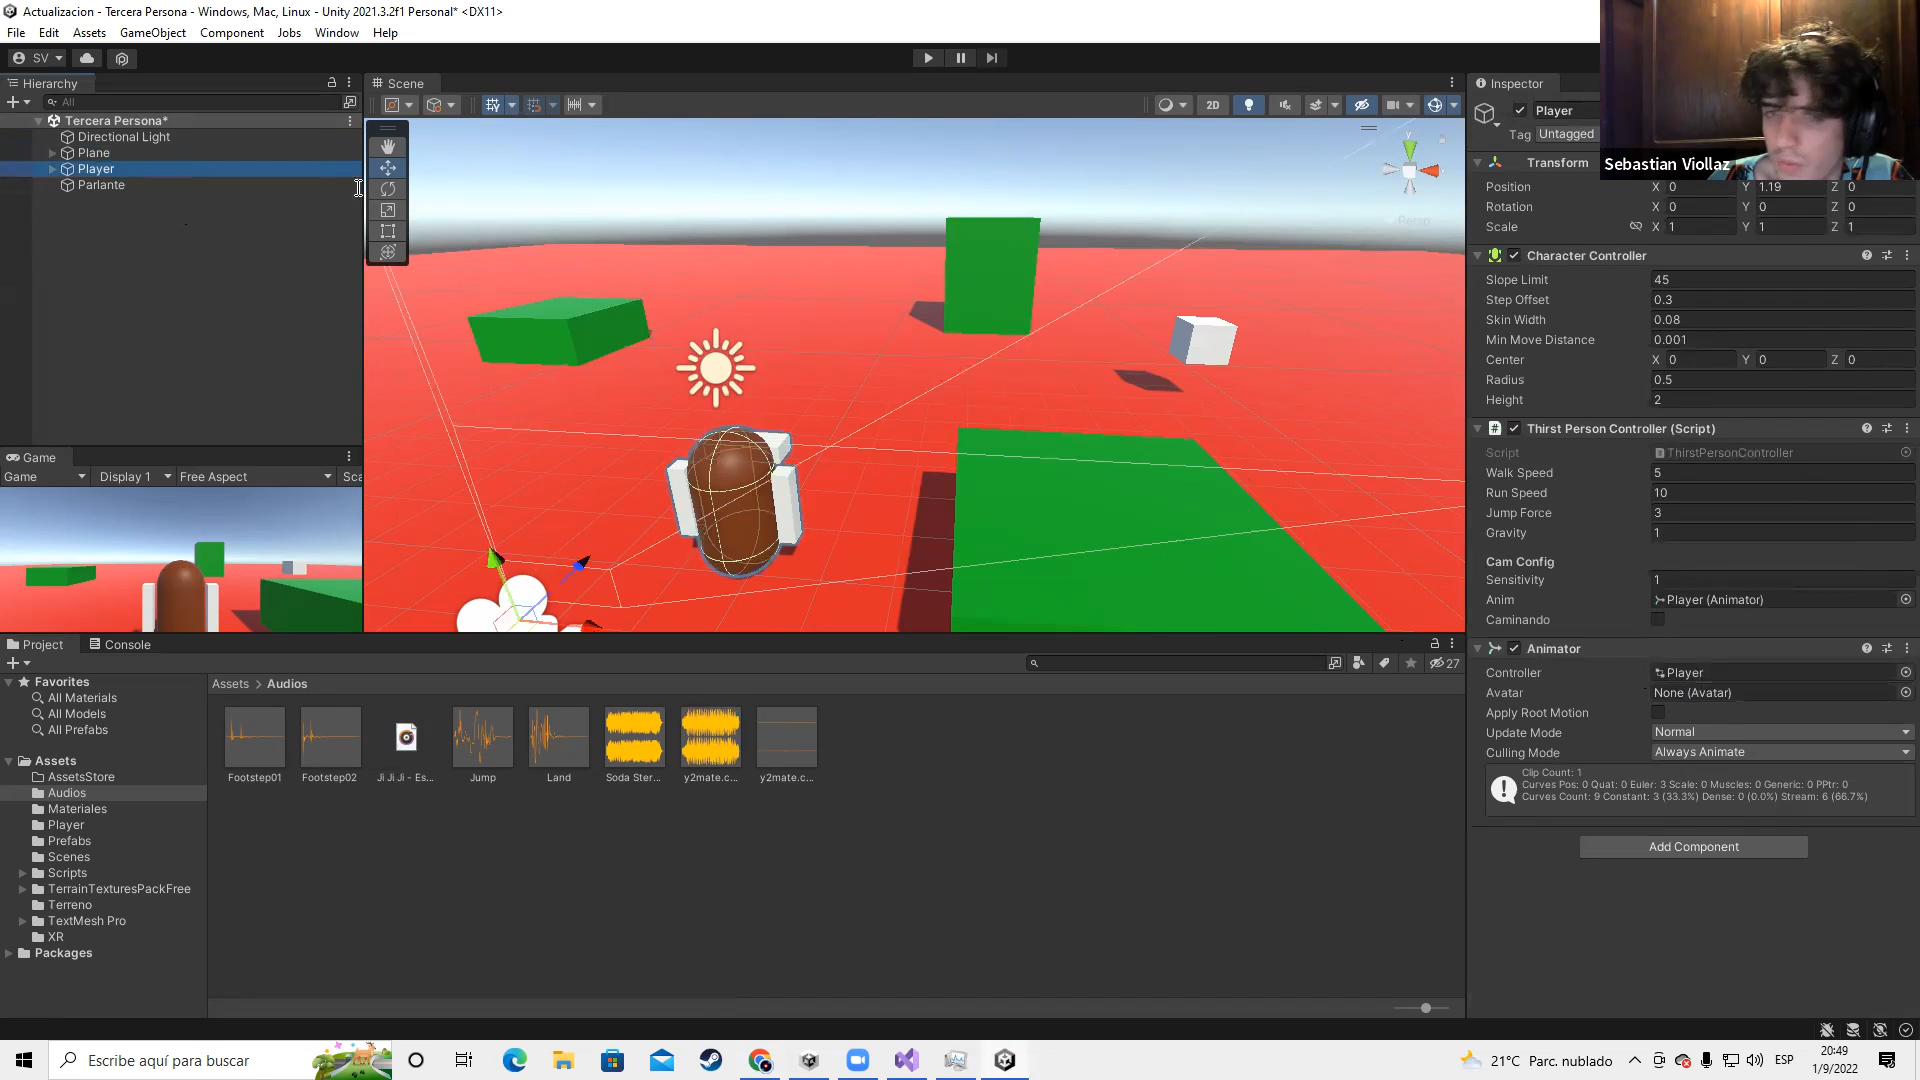 Actualizacion - Tercera Persona - Windows, Mac, Linux - Unity 2021.3.2f1 Personal* <DX11>
File Edit Assets GameObject Component Jobs Window Help
SV
Hierarchy
All
Tercera Persona*
Directional Light
Plane
Player
Parlante
Game
Game Display 1 Free Aspect Sca
Scene
2D
Y
Persp
Sebastian Viollaz
Inspector
Player
Tag Untagged
Transform
Position X 0 Y 1.19 Z 0
Rotation X 0 Y 0 Z 0
Scale X 1 Y 1 Z 1
Character Controller
Slope Limit 45
Step Offset 0.3
Skin Width 0.08
Min Move Distance 0.001
Center X 0 Y 0 Z 0
Radius 0.5
Height 2
Thirst Person Controller (Script)
Script ThirstPersonController
Walk Speed 5
Run Speed 10
Jump Force 3
Gravity 1
Cam Config
Sensitivity 1
Anim Player (Animator)
Caminando
Animator
Controller Player
Avatar None (Avatar)
Apply Root Motion
Update Mode Normal
Culling Mode Always Animate
Clip Count: 1
Curves Pos: 0 Quat: 0 Euler: 3 Scale: 0 Muscles: 0 Generic: 0 PPtr: 0
Curves Count: 9 Constant: 3 (33.3%) Dense: 0 (0.0%) Stream: 6 (66.7%)
Add Component
Project Console
27
Favorites
All Materials
All Models
All Prefabs
Assets
AssetsStore
Audios
Materiales
Player
Prefabs
Scenes
Scripts
TerrainTexturesPackFree
Terreno
TextMesh Pro
XR
Packages
Assets > Audios
Footstep01 Footstep02 Ji Ji Ji - Es... Jump Land Soda Ster... y2mate.c... y2mate.c...
Escribe aquí para buscar
21°C Parc. nublado
ESP
20:49
1/9/2022